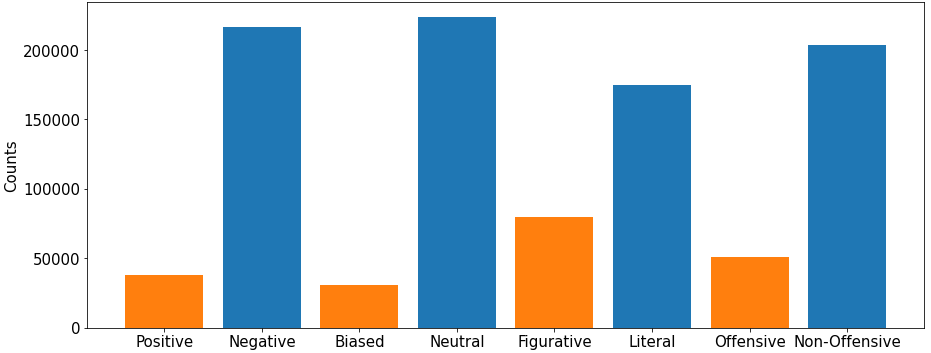 Counts
200000
150000
100000
50000
0
Positive Negative Biased Neutral Figurative Literal Offensive Non-Offensive